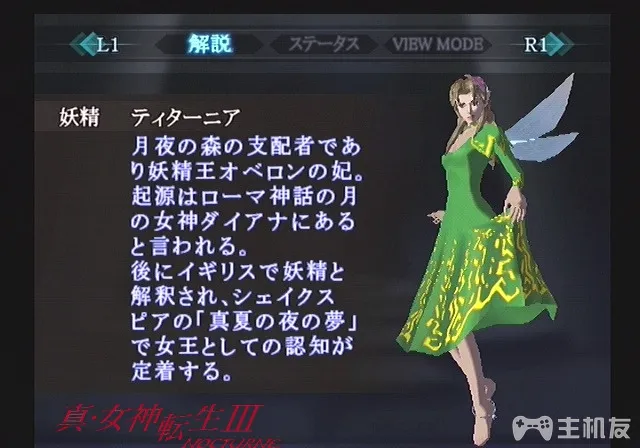 L1 解説 ステータス VIEW MODE R1
妖精 ティターニア
月夜の森の支配者であ
り妖精王オベロンの妃。
起源はローマ神話の月
の女神ダイアナにある
と言われる。
後にイギリスで妖精と
解釈され、シェイクス
ピアの「真夏の夜の夢」
で女王としての認知が
定着する。
真・女神転生III
NOCTURNE
主机友